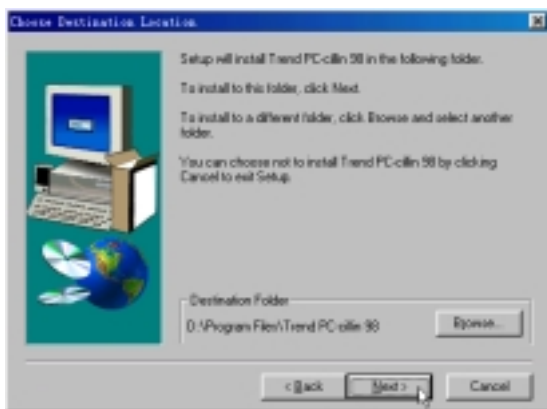 Choose Destination Location
Setup will install Trend PC-cillin 98 in the following folder.
To install to this folder, click Next.
To install to a different folder, click Browse and select another
folder.
You can choose not to install Trend PC-cillin 98 by clicking
Cancel to exit Setup.
Destination Folder
D:\Program Files\Trend PC-cillin 98
Browse...
< Back
Next >
Cancel